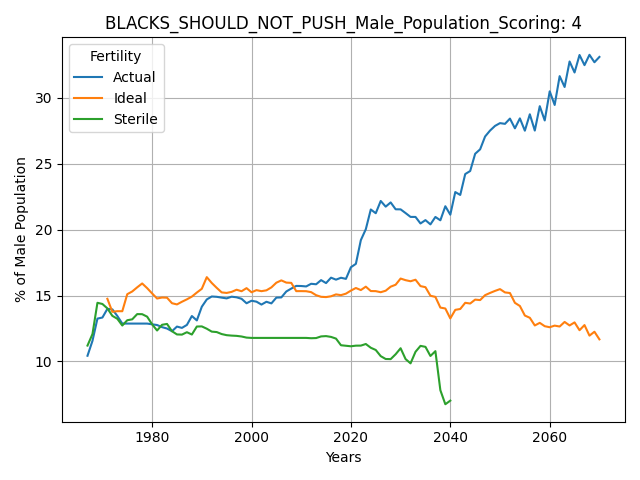 BLACKS_SHOULD_NOT_PUSH_Male_Population_Scoring: 4
Fertility
Actual
Ideal
Sterile
% of Male Population
30
25
20
15
10
1980
2000
2020
2040
2060
Years